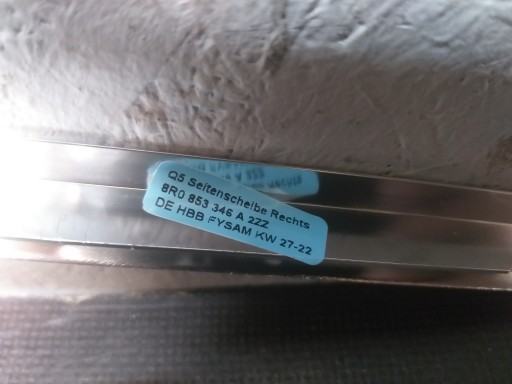 Q5 Seitenscheibe Rechts
8R0 853 346 A 2ZZ
DE HBB FYSAM KW 27-22